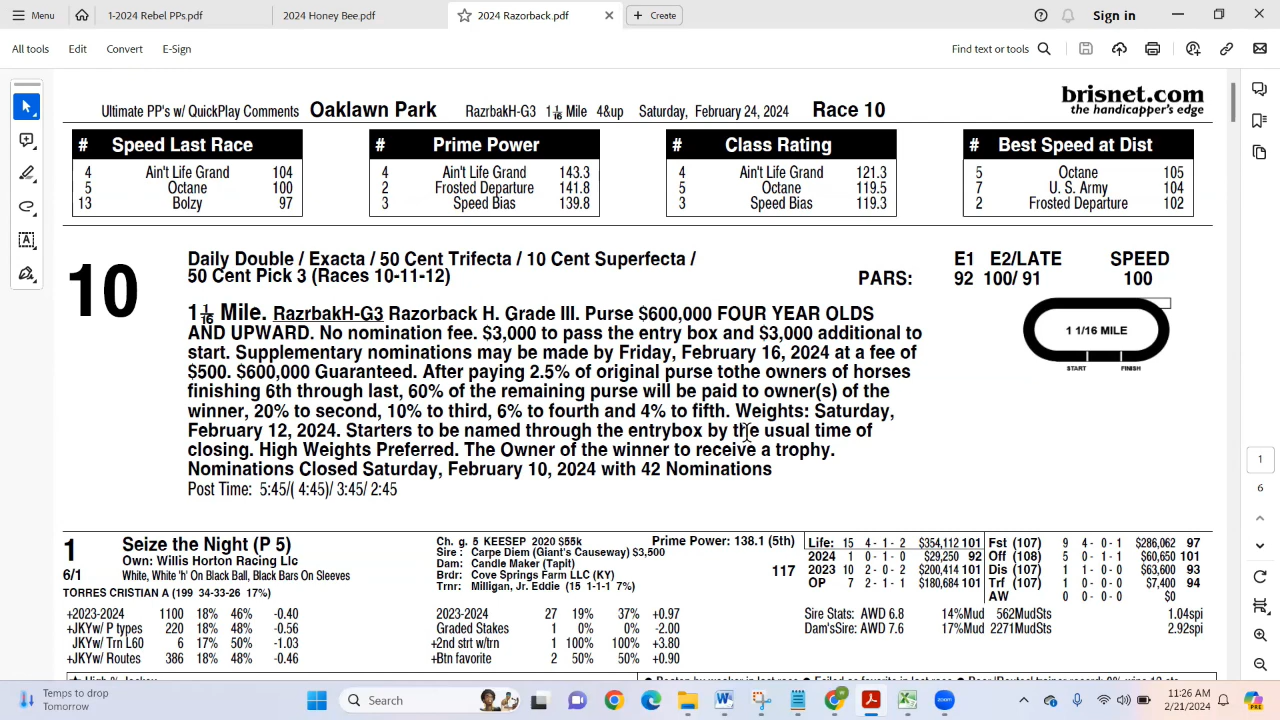 Menu
1-2024 Rebel PPs.pdf
2024 Honey Bee.pdf
2024 Razorback.pdf
+ Create
Sign in
All tools Edit Convert E-Sign
Find text or tools
Ultimate PP's w/ QuickPlay Comments Oaklawn Park RazrbakH-G3 1 1/16 Mile 4&up Saturday, February 24, 2024 Race 10
brisnet.com
the handicapper's edge
# Speed Last Race
4 Ain't Life Grand 104
5 Octane 100
13 Bolzy 97
# Prime Power
4 Ain't Life Grand 143.3
2 Frosted Departure 141.8
3 Speed Bias 139.8
# Class Rating
4 Ain't Life Grand 121.3
5 Octane 119.5
3 Speed Bias 119.3
# Best Speed at Dist
5 Octane 105
7 U. S. Army 104
2 Frosted Departure 102
10
Daily Double / Exacta / 50 Cent Trifecta / 10 Cent Superfecta /
50 Cent Pick 3 (Races 10-11-12)
PARS:
E1 E2/LATE SPEED
92 100/ 91 100
1 1/16 Mile. RazrbakH-G3 Razorback H. Grade III. Purse $600,000 FOUR YEAR OLDS
AND UPWARD. No nomination fee. $3,000 to pass the entry box and $3,000 additional to
start. Supplementary nominations may be made by Friday, February 16, 2024 at a fee of
$500. $600,000 Guaranteed. After paying 2.5% of original purse tothe owners of horses
finishing 6th through last, 60% of the remaining purse will be paid to owner(s) of the
winner, 20% to second, 10% to third, 6% to fourth and 4% to fifth. Weights: Saturday,
February 12, 2024. Starters to be named through the entrybox by the usual time of
closing. High Weights Preferred. The Owner of the winner to receive a trophy.
Nominations Closed Saturday, February 10, 2024 with 42 Nominations
Post Time: 5:45/( 4:45)/ 3:45/ 2:45
1 1/16 MILE
START FINISH
1
6
1 Seize the Night (P 5)
Own: Willis Horton Racing Llc
6/1 White, White 'h' On Black Ball, Black Bars On Sleeves
TORRES CRISTIAN A (199 34-33-26 17%)
Ch. g. 5 KEESEP 2020 $55k
Sire : Carpe Diem (Giant's Causeway) $3,500
Dam: Candle Maker (Tapit)
Brdr: Cove Springs Farm LLC (KY)
Trnr: Milligan, Jr. Eddie (15 1-1-1 7%)
Prime Power: 138.1 (5th)
117
Life: 15 4 - 1 - 2 $354,112 101
2024 1 0 - 1 - 0 $29,250 92
2023 10 2 - 0 - 2 $200,414 101
OP 7 2 - 1 - 1 $180,684 101
Fst (107) 9 4 - 0 - 1 $286,062 97
Off (108) 5 0 - 1 - 1 $60,650 101
Dis (107) 1 1 - 0 - 0 $63,600 93
Trf (107) 1 0 - 0 - 0 $7,400 94
AW 0 0 - 0 - 0 $0
+2023-2024 1100 18% 46% -0.40
+JKYw/ P types 220 18% 48% -0.56
JKYw/ Trn L60 6 17% 50% -1.03
+JKYw/ Routes 386 18% 48% -0.46
2023-2024 27 19% 37% +0.97
Graded Stakes 1 0% 0% -2.00
+2nd strt w/trn 1 100% 100% +3.80
+Btn favorite 2 50% 50% +0.90
Sire Stats: AWD 6.8 14%Mud 562MudSts 1.04spi
Dam'sSire: AWD 7.6 17%Mud 2271MudSts 2.92spi
Temps to drop
Tomorrow
Search
zoom
11:26 AM
2/21/2024
PRE